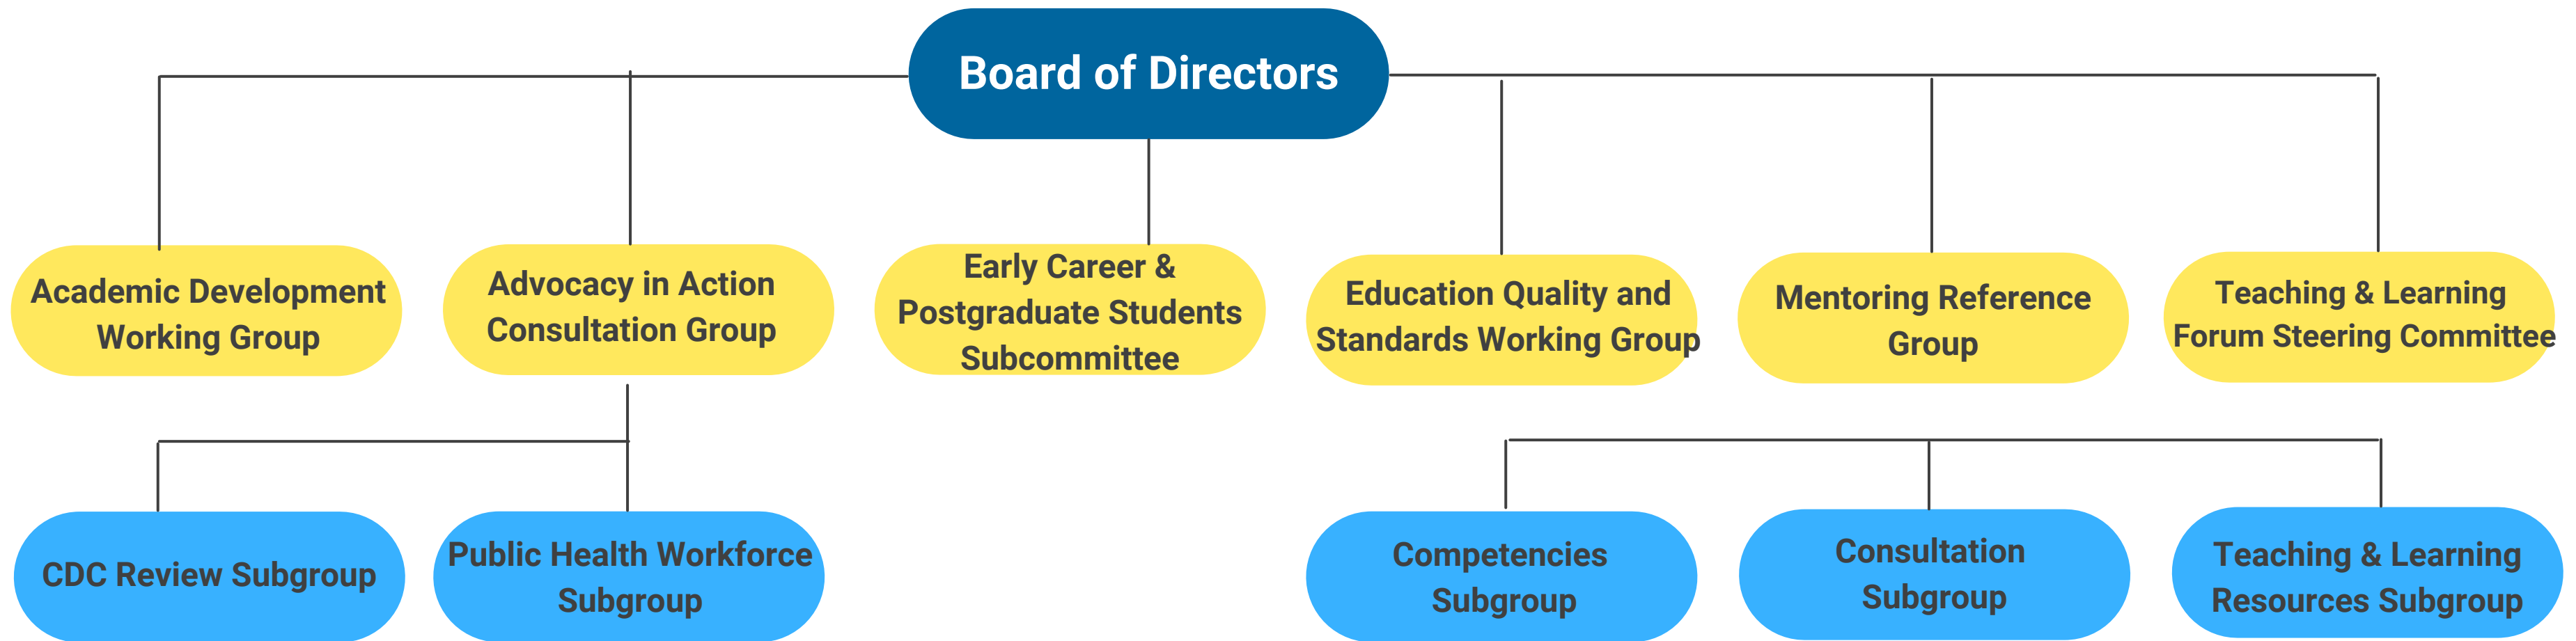 Board of Directors
Academic Development
Working Group
Advocacy in Action
Consultation Group
Early Career &
Postgraduate Students
Subcommittee
Education Quality and
Standards Working Group
Mentoring Reference
Group
Teaching & Learning
Forum Steering Committee
CDC Review Subgroup
Public Health Workforce
Subgroup
Competencies
Subgroup
Consultation
Subgroup
Teaching & Learning
Resources Subgroup